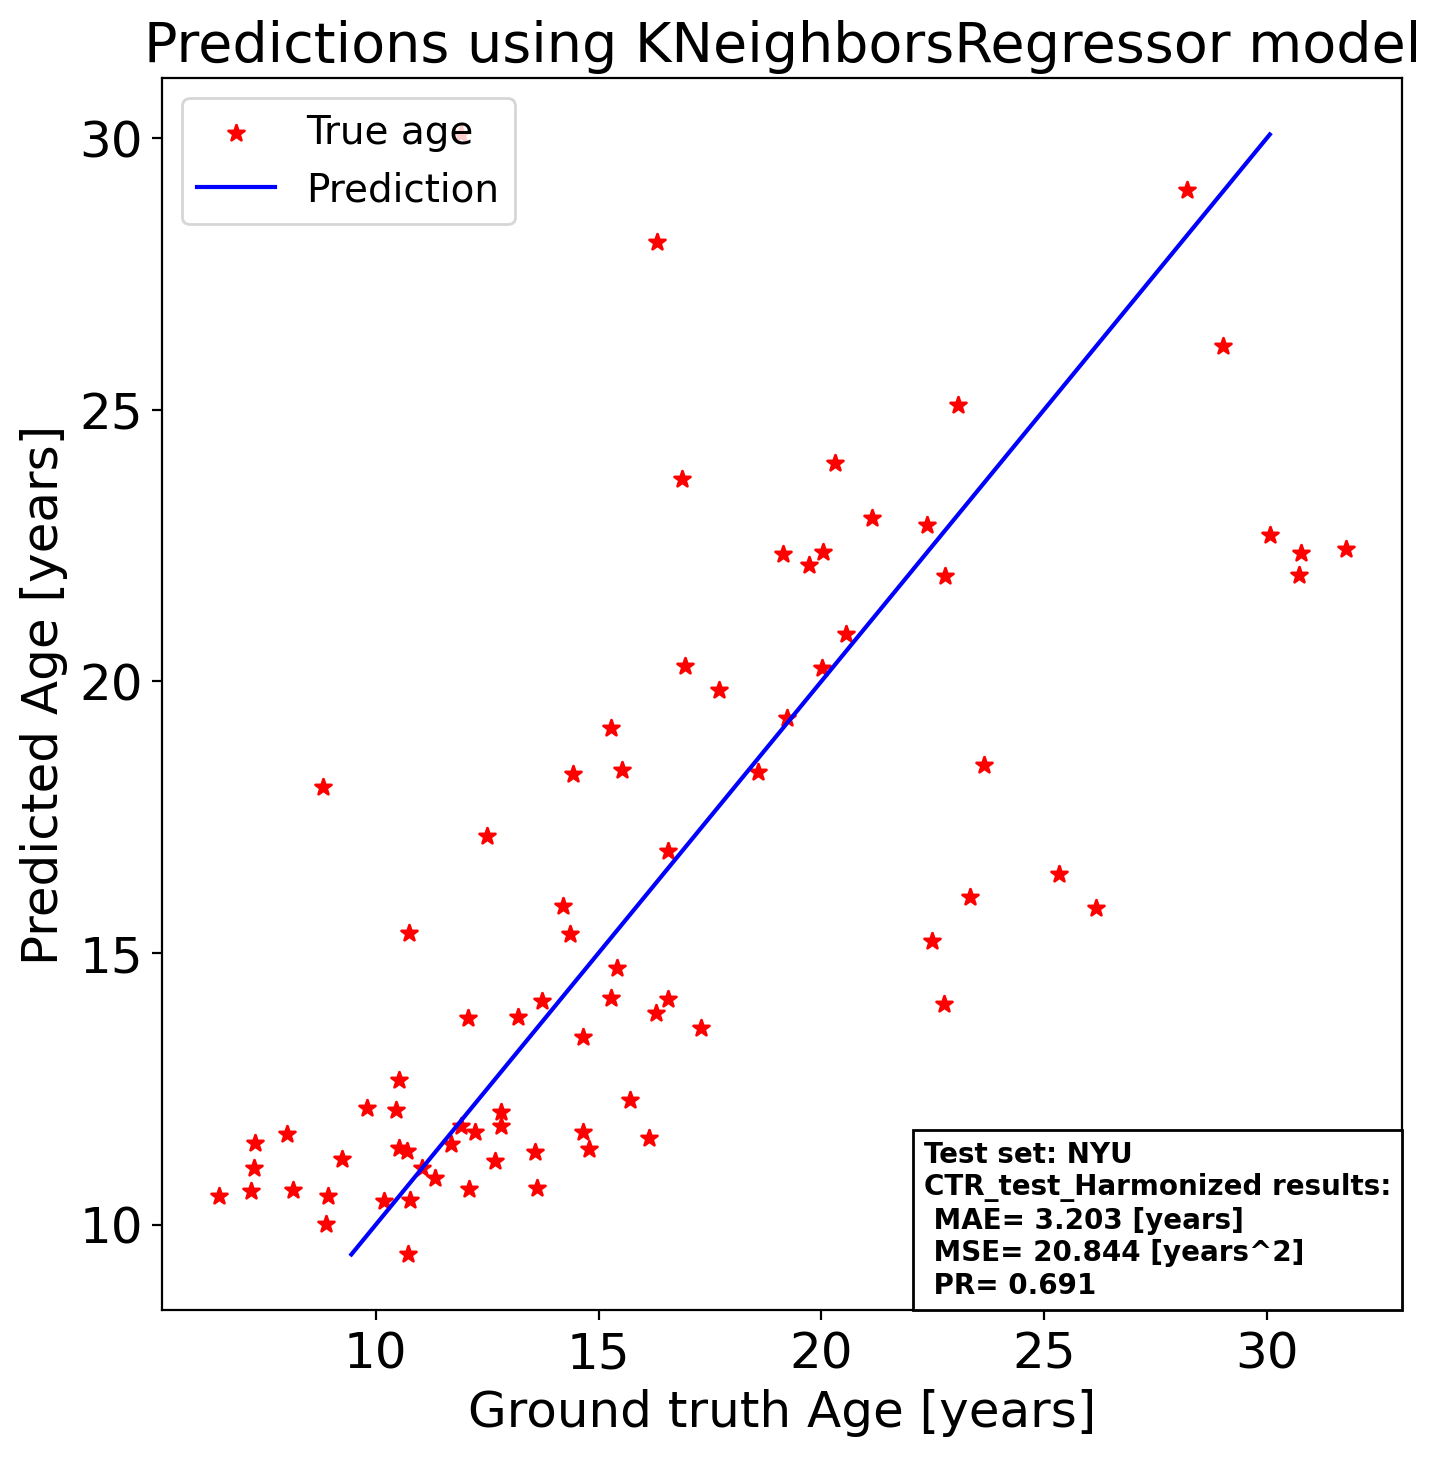 Predictions using KNeighborsRegressor model
True age
Prediction
30
25
20
15
10
Predicted Age [years]
Test set: NYU
CTR_test_Harmonized results:
MAE= 3.203 [years]
MSE= 20.844 [years^2]
PR= 0.691
10
15
20
25
30
Ground truth Age [years]